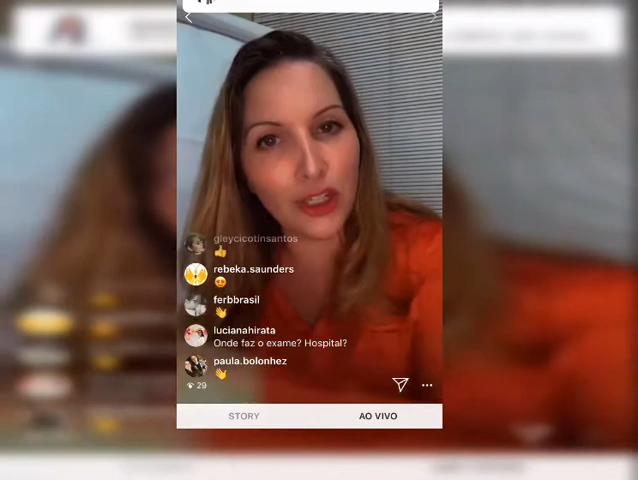 gleycicotinsantos
👍
rebeka.saunders
😍
ferbbrasil
👋
lucianahirata
Onde faz o exame? Hospital?
paula.bolonhez
👋
29
STORY
AO VIVO